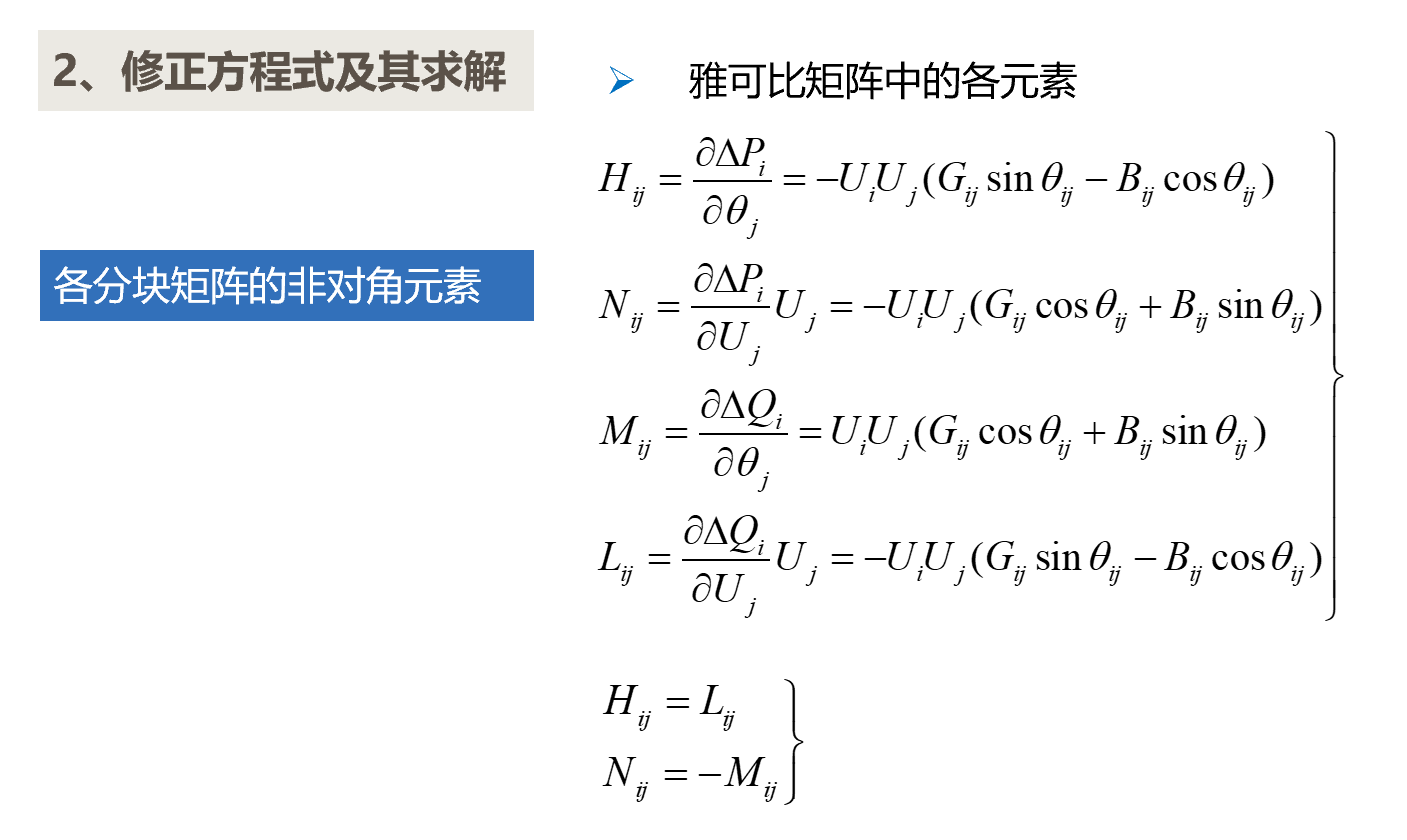 2、修正方程式及其求解
➢ 雅可比矩阵中的各元素
各分块矩阵的非对角元素
$H_{ij} = \frac{\partial \Delta P_i}{\partial \theta_j} = -U_i U_j (G_{ij} \sin\theta_{ij} - B_{ij} \cos\theta_{ij})$
$N_{ij} = \frac{\partial \Delta P_i}{\partial U_j} U_j = -U_i U_j (G_{ij} \cos\theta_{ij} + B_{ij} \sin\theta_{ij})$
$M_{ij} = \frac{\partial \Delta Q_i}{\partial \theta_j} = U_i U_j (G_{ij} \cos\theta_{ij} + B_{ij} \sin\theta_{ij})$
$L_{ij} = \frac{\partial \Delta Q_i}{\partial U_j} U_j = -U_i U_j (G_{ij} \sin\theta_{ij} - B_{ij} \cos\theta_{ij})$
$H_{ij} = L_{ij}$
$N_{ij} = -M_{ij}$